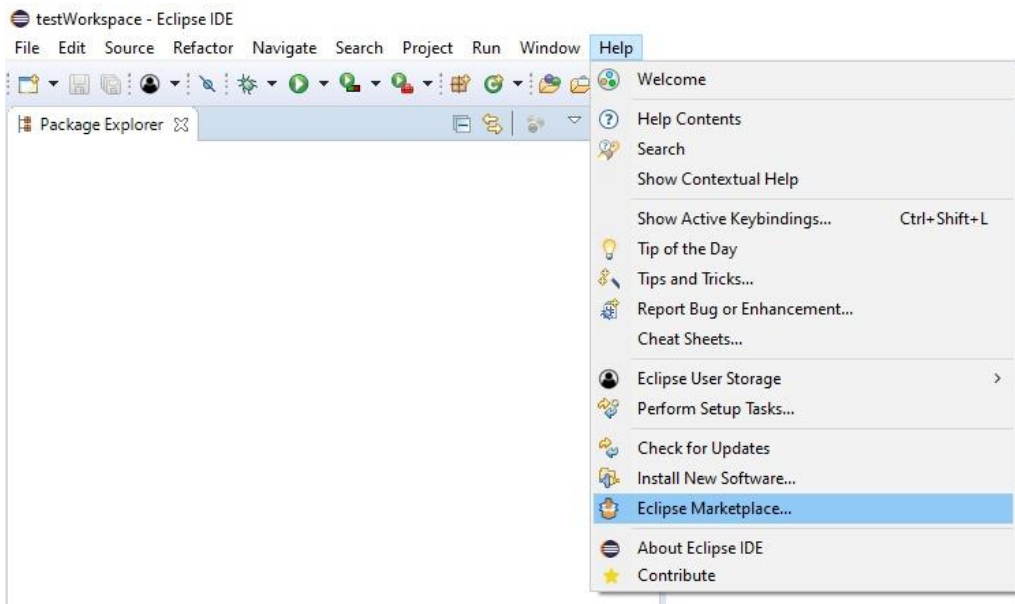 testWorkspace - Eclipse IDE
File Edit Source Refactor Navigate Search Project Run Window Help
Package Explorer
Welcome
Help Contents
Search
Show Contextual Help
Show Active Keybindings... Ctrl+Shift+L
Tip of the Day
Tips and Tricks...
Report Bug or Enhancement...
Cheat Sheets...
Eclipse User Storage
Perform Setup Tasks...
Check for Updates
Install New Software...
Eclipse Marketplace...
About Eclipse IDE
Contribute